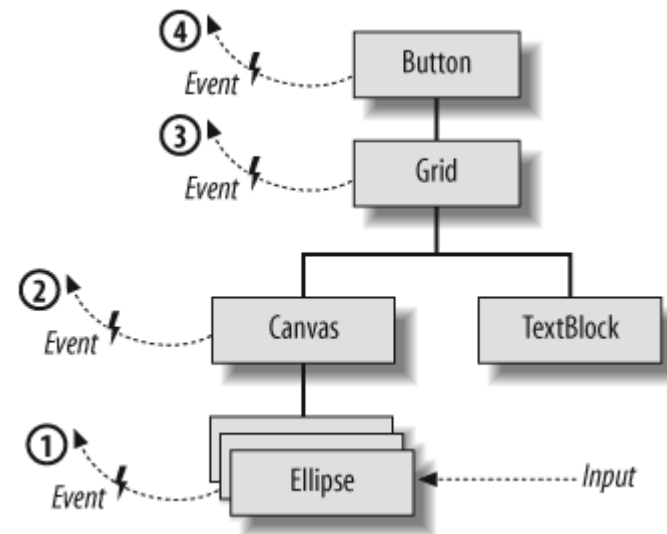 4
Button
Event
3
Grid
Event
2
Canvas
TextBlock
Event
1
Ellipse
Input
Event